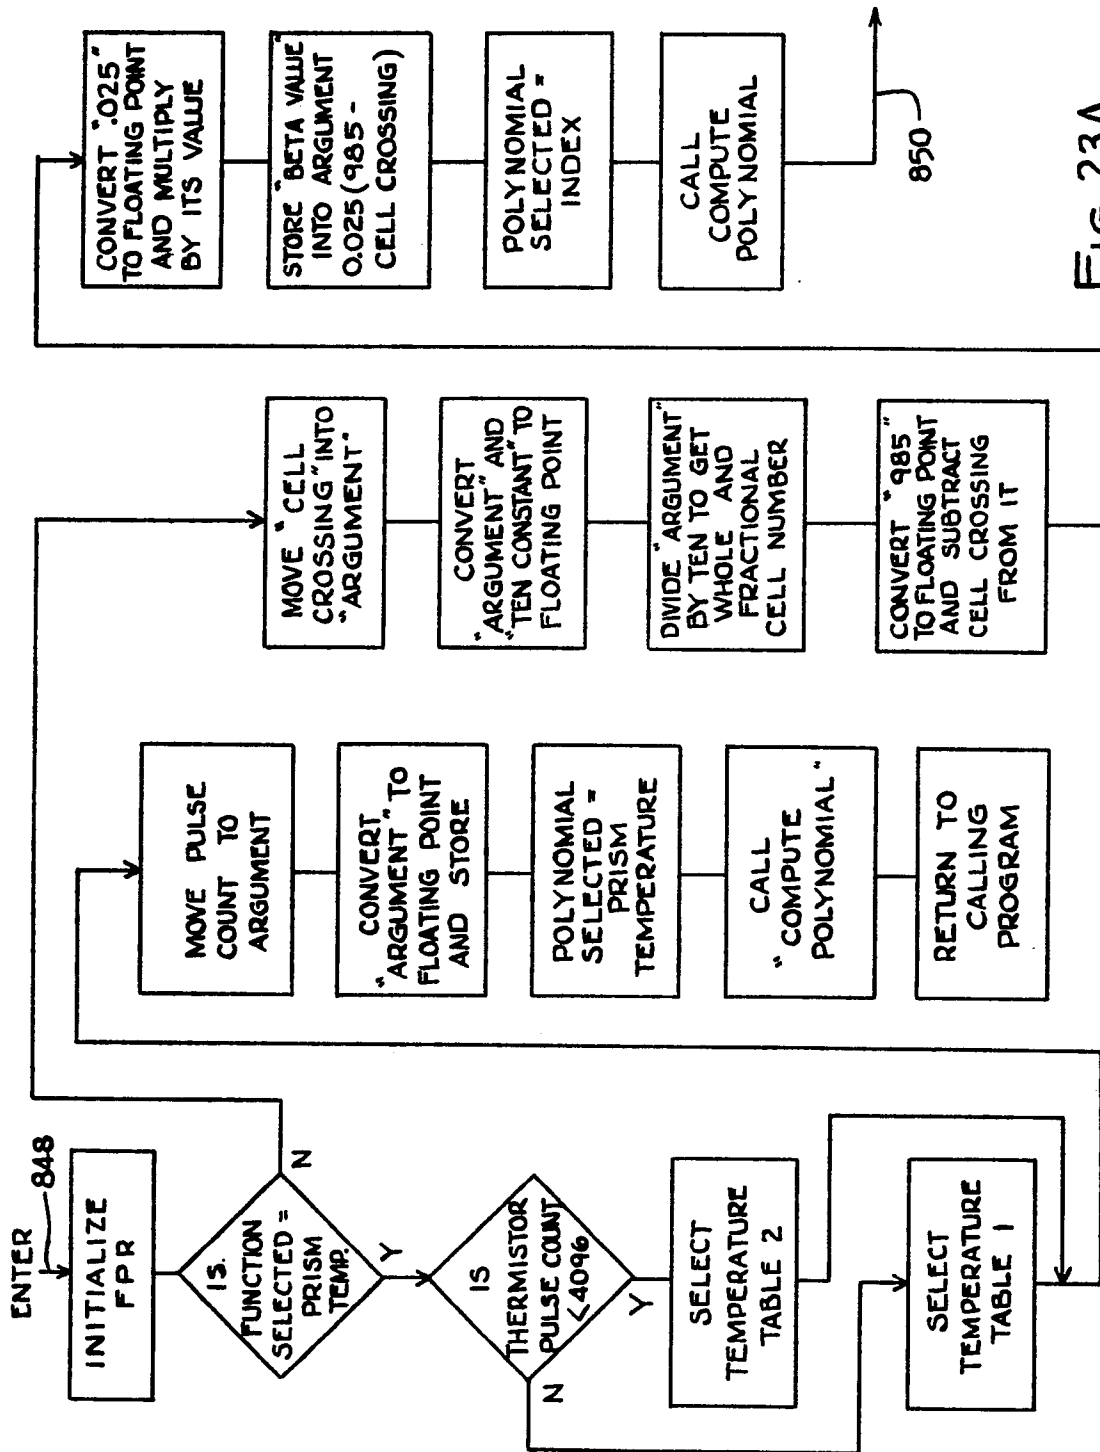 ENTER
848
INITIALIZE
FPR
IS
FUNCTION
SELECTED =
PRISM
TEMP.
N
Y
IS
THERMISTOR
PULSE COUNT
<4096
N
Y
SELECT
TEMPERATURE
TABLE 2
SELECT
TEMPERATURE
TABLE 1
MOVE PULSE
COUNT TO
ARGUMENT
CONVERT
"ARGUMENT" TO
FLOATING POINT
AND STORE
POLYNOMIAL
SELECTED =
PRISM
TEMPERATURE
CALL
"COMPUTE
POLYNOMIAL"
RETURN TO
CALLING
PROGRAM
MOVE "CELL
CROSSING" INTO
"ARGUMENT"
CONVERT
"ARGUMENT" AND
"TEN CONSTANT" TO
FLOATING POINT
DIVIDE "ARGUMENT"
BY TEN TO GET
WHOLE AND
FRACTIONAL
CELL NUMBER
CONVERT "985"
TO FLOATING POINT
AND SUBTRACT
CELL CROSSING
FROM IT
CONVERT ".025"
TO FLOATING POINT
AND MULTIPLY
BY ITS VALUE
STORE "BETA VALUE"
INTO ARGUMENT
0.025 (985 -
CELL CROSSING)
POLYNOMIAL
SELECTED =
INDEX
CALL
COMPUTE
POLYNOMIAL
850
FIG. 23A